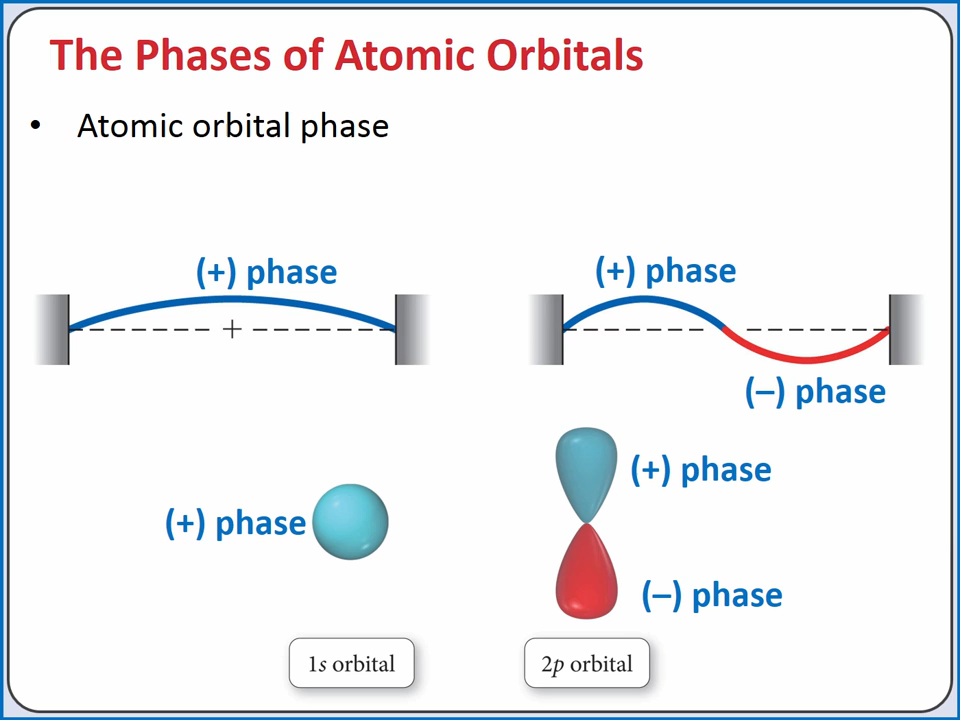 The Phases of Atomic Orbitals
• Atomic orbital phase
(+) phase
(+) phase
+
(–) phase
(+) phase
(+) phase
(–) phase
1s orbital
2p orbital